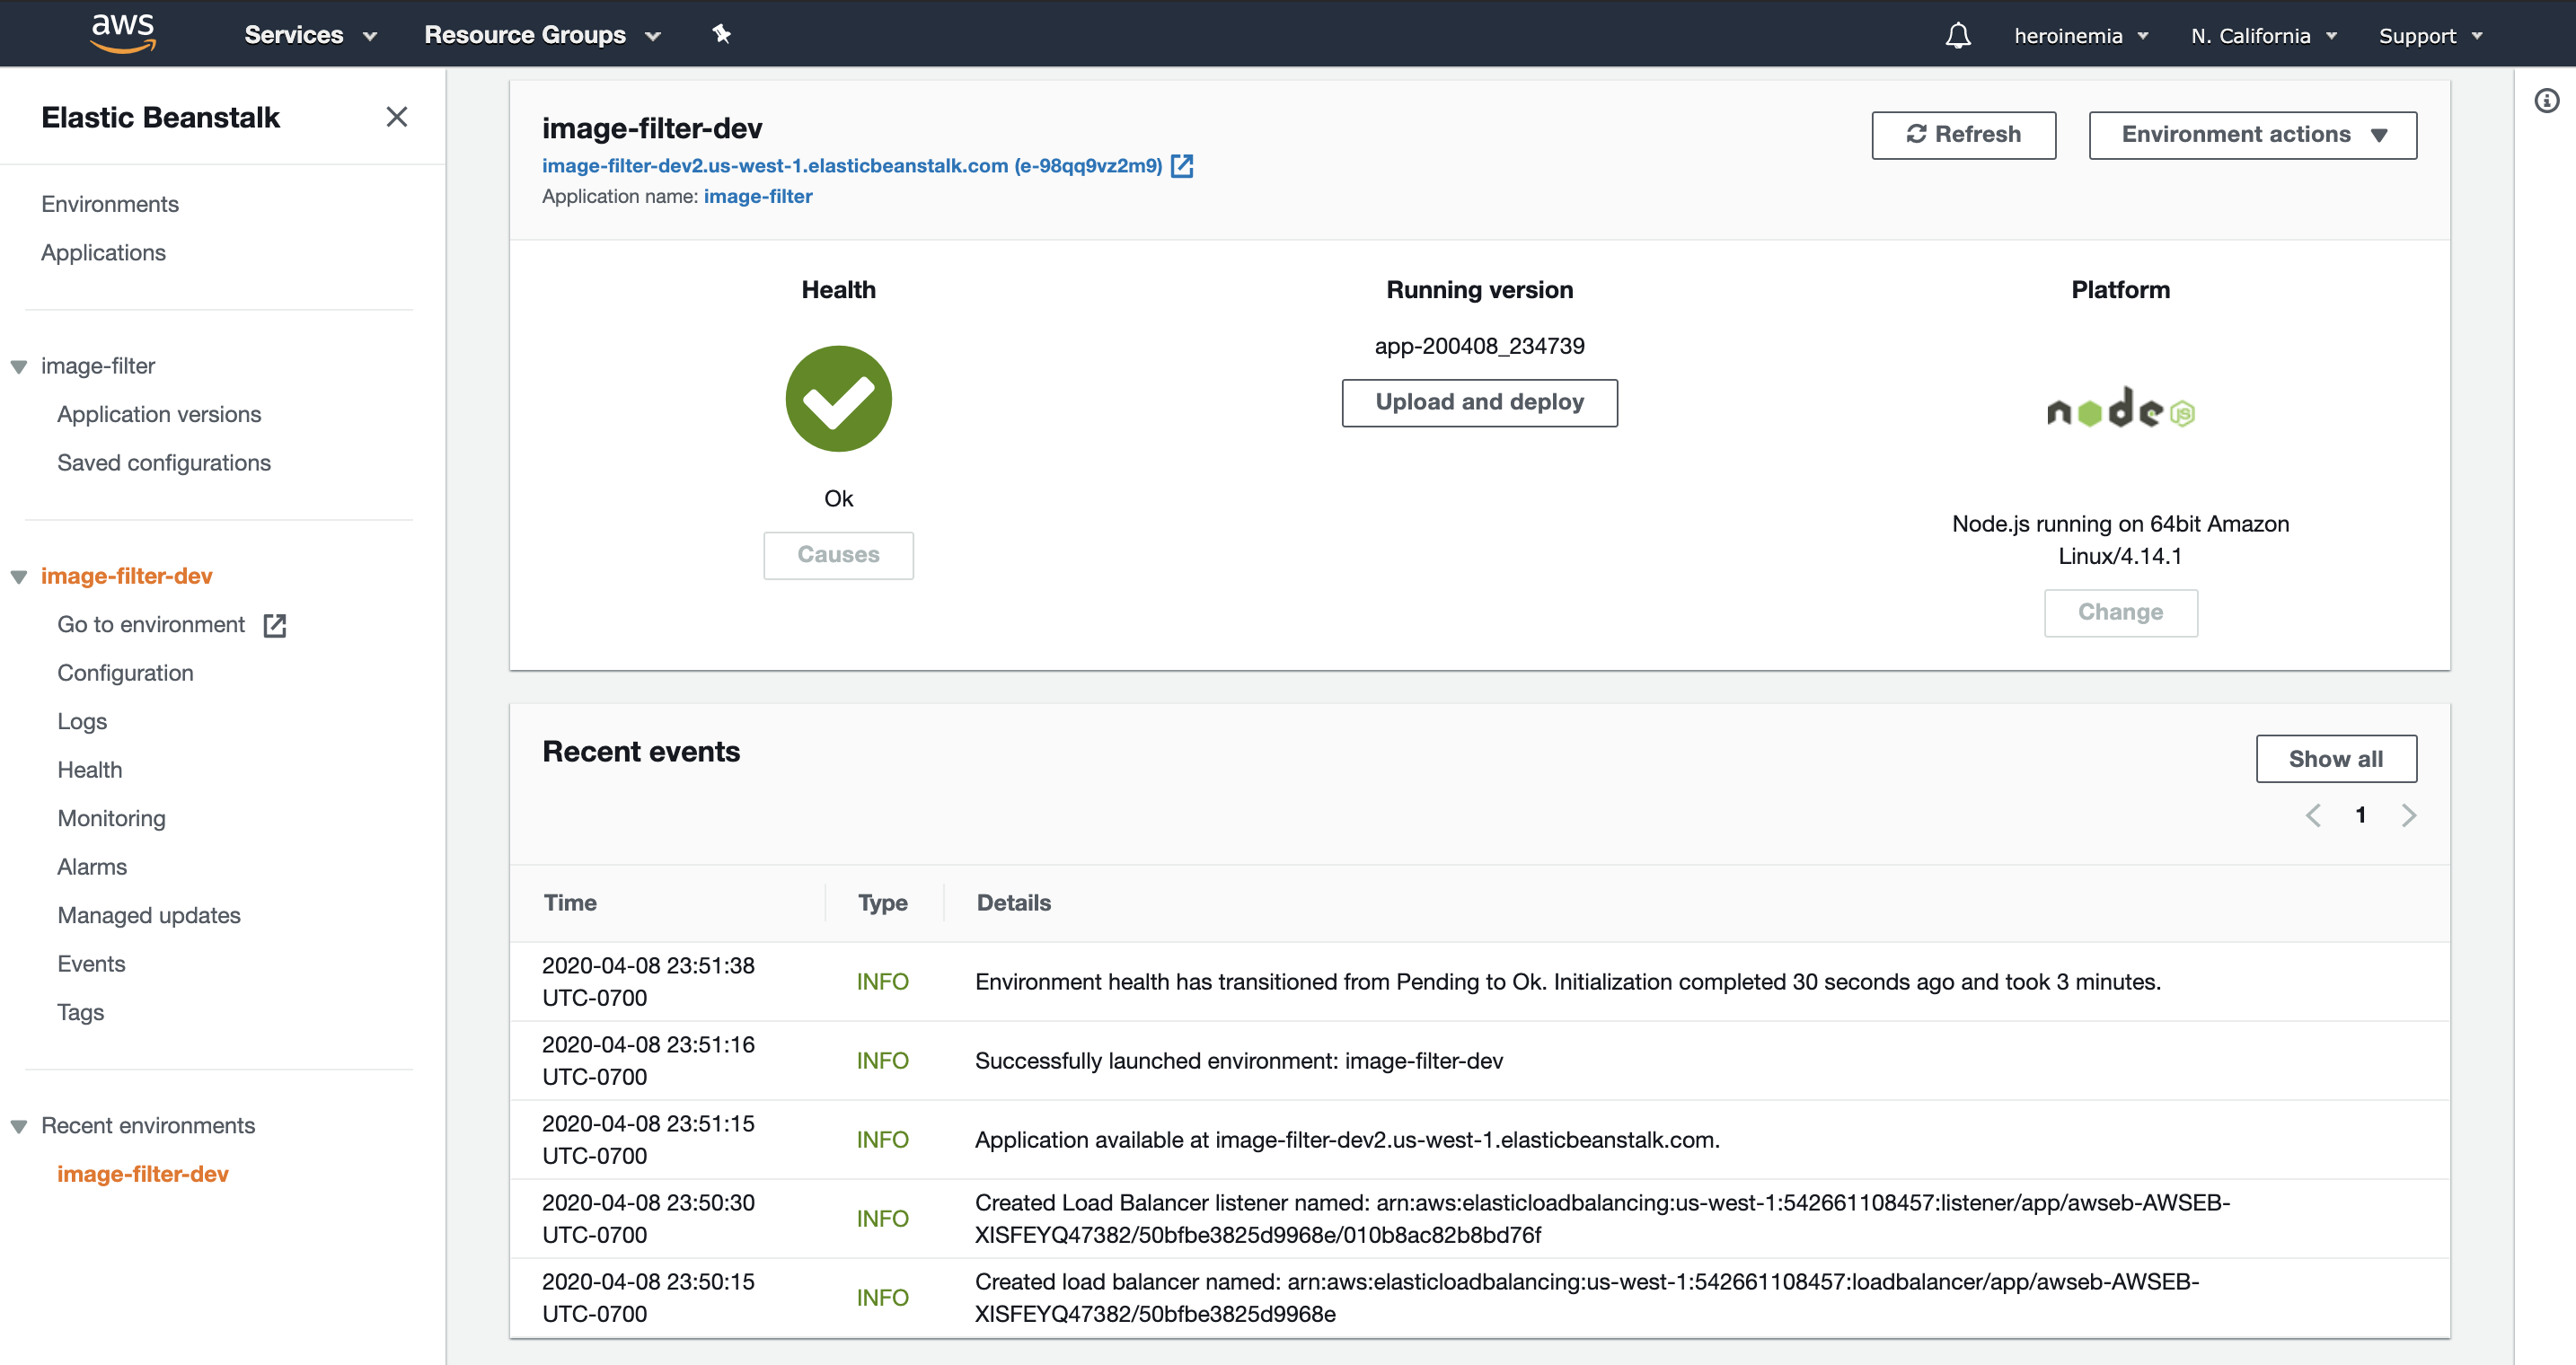 aws
Services
Resource Groups
heroinemia
N. California
Support
Elastic Beanstalk
Environments
Applications
image-filter
Application versions
Saved configurations
image-filter-dev
Go to environment
Configuration
Logs
Health
Monitoring
Alarms
Managed updates
Events
Tags
Recent environments
image-filter-dev
image-filter-dev
image-filter-dev2.us-west-1.elasticbeanstalk.com (e-98qq9vz2m9)
Application name: image-filter
Refresh
Environment actions
Health
Ok
Causes
Running version
app-200408_234739
Upload and deploy
Platform
node JS
Node.js running on 64bit Amazon
Linux/4.14.1
Change
Recent events
Show all
1
Time Type Details
2020-04-08 23:51:38
UTC-0700
INFO
Environment health has transitioned from Pending to Ok. Initialization completed 30 seconds ago and took 3 minutes.
2020-04-08 23:51:16
UTC-0700
INFO
Successfully launched environment: image-filter-dev
2020-04-08 23:51:15
UTC-0700
INFO
Application available at image-filter-dev2.us-west-1.elasticbeanstalk.com.
2020-04-08 23:50:30
UTC-0700
INFO
Created Load Balancer listener named: arn:aws:elasticloadbalancing:us-west-1:542661108457:listener/app/awseb-AWSEB-
XISFEYQ47382/50bfbe3825d9968e/010b8ac82b8bd76f
2020-04-08 23:50:15
UTC-0700
INFO
Created load balancer named: arn:aws:elasticloadbalancing:us-west-1:542661108457:loadbalancer/app/awseb-AWSEB-
XISFEYQ47382/50bfbe3825d9968e